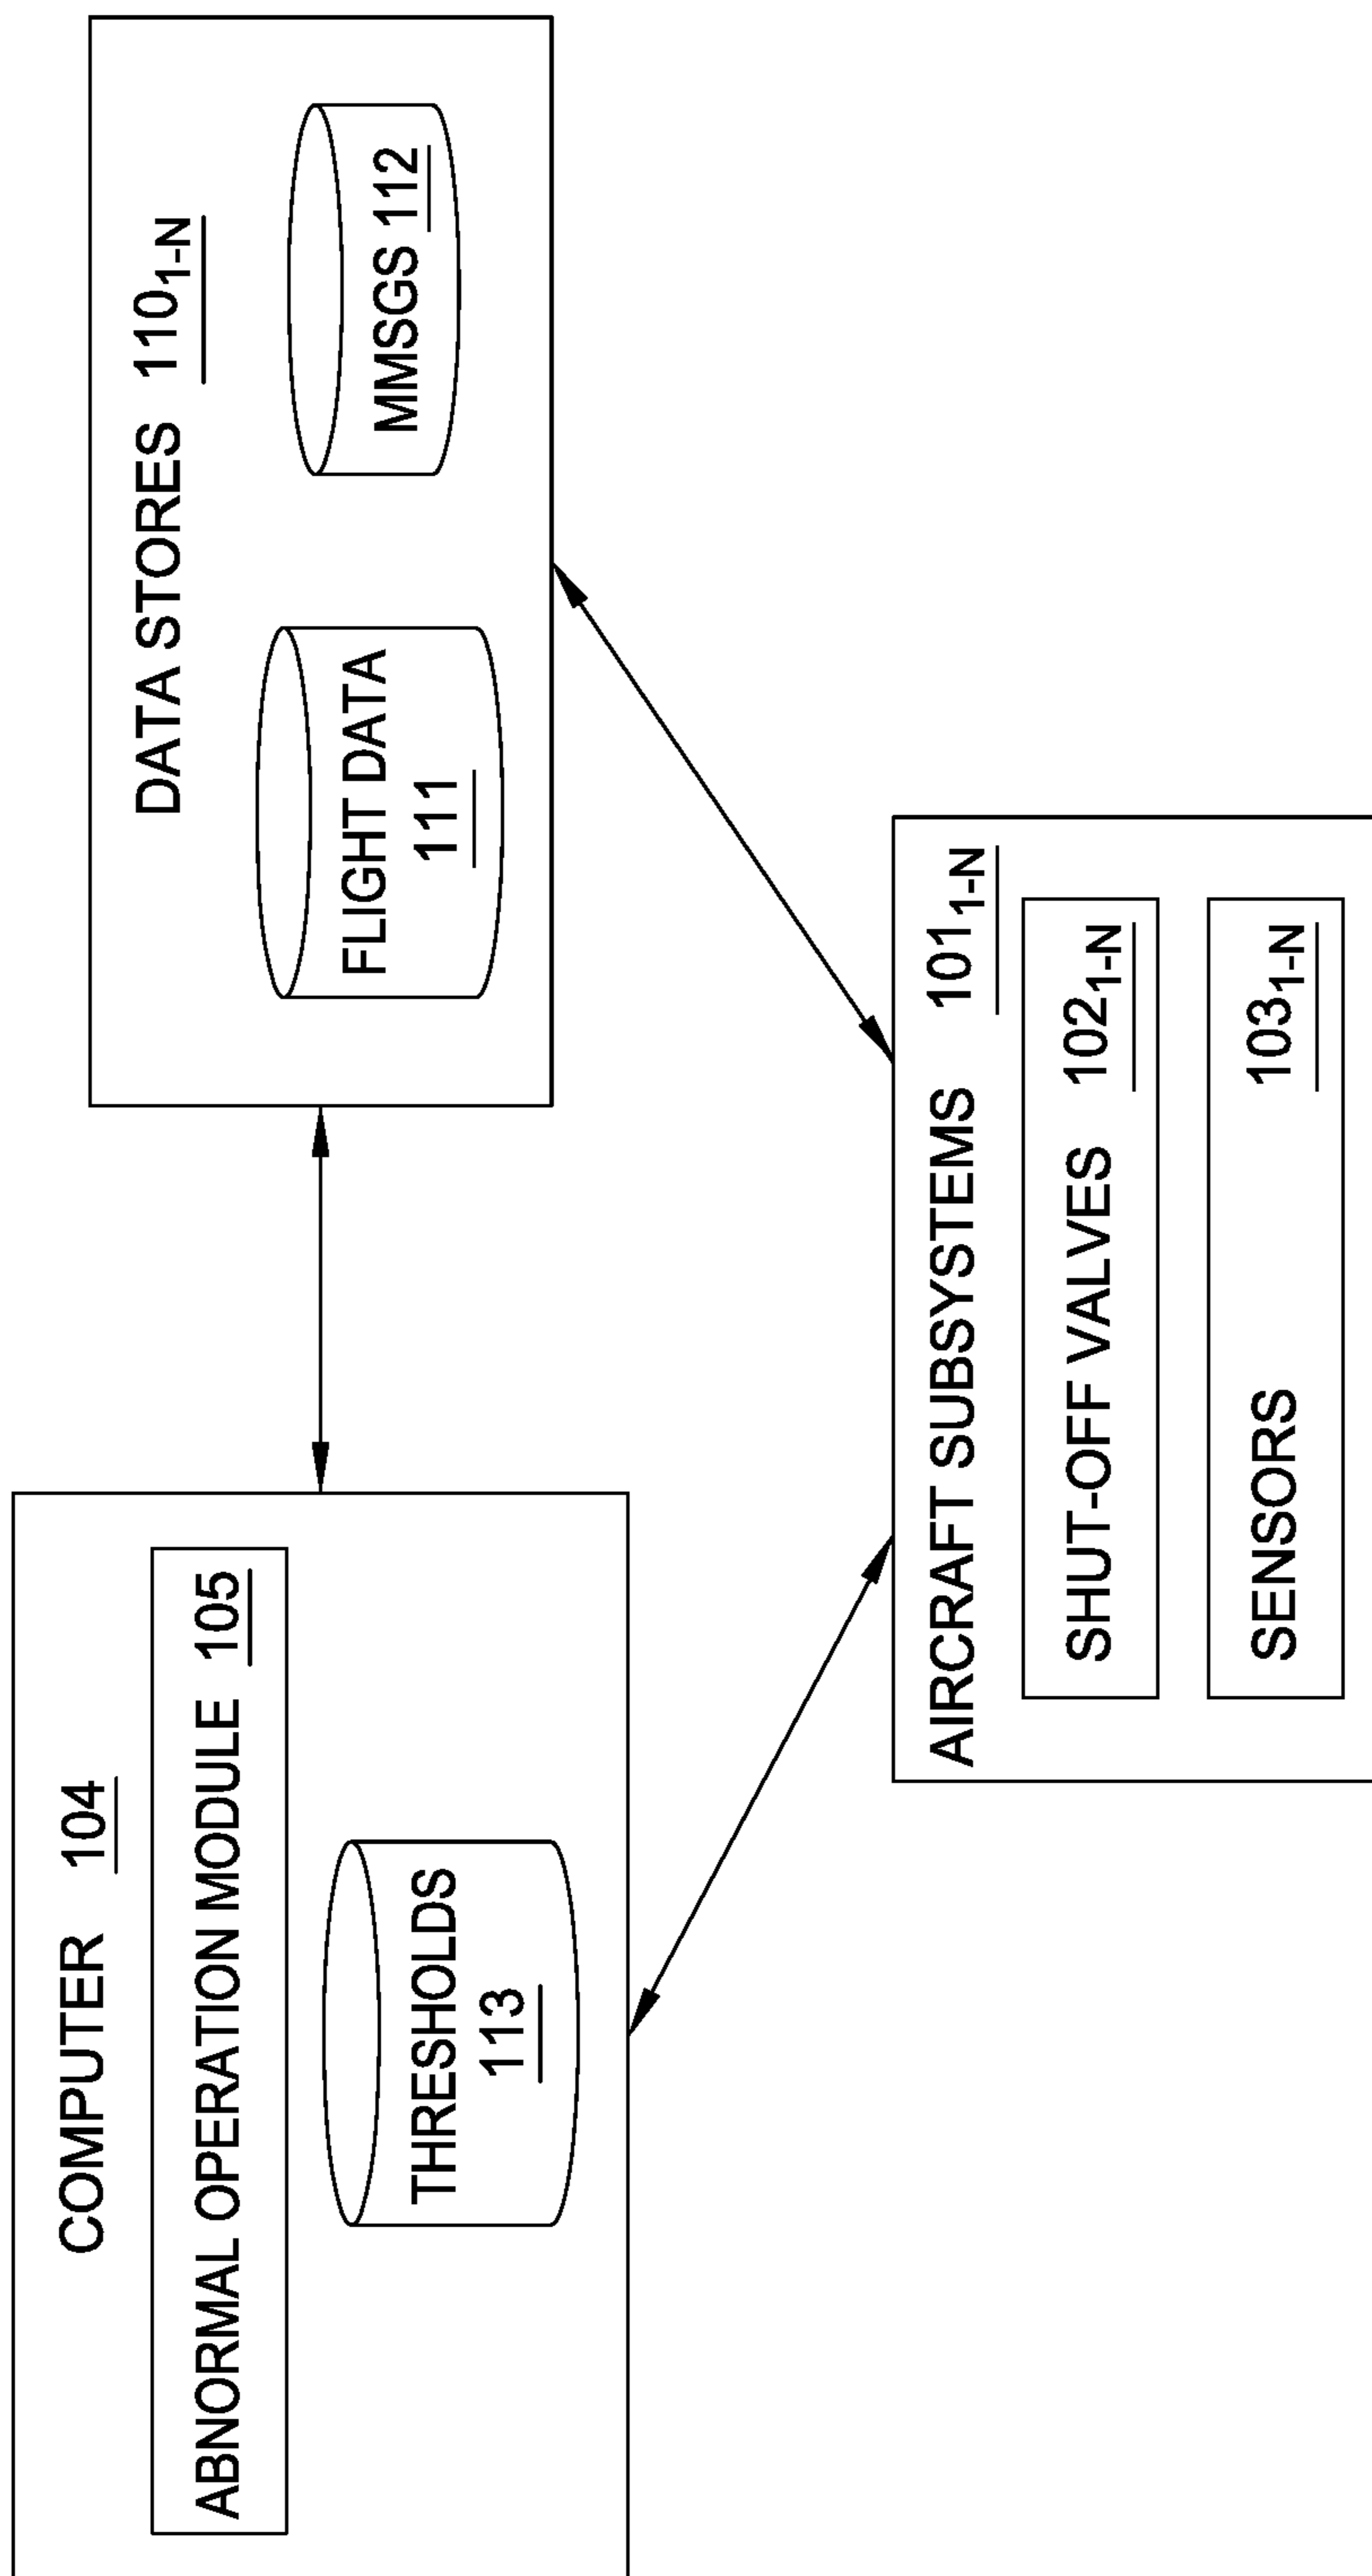 COMPUTER 104
ABNORMAL OPERATION MODULE 105
THRESHOLDS
113
DATA STORES 110₁₋N
FLIGHT DATA
111
MMSGS 112
AIRCRAFT SUBSYSTEMS 101₁₋N
SHUT-OFF VALVES 102₁₋N
SENSORS 103₁₋N